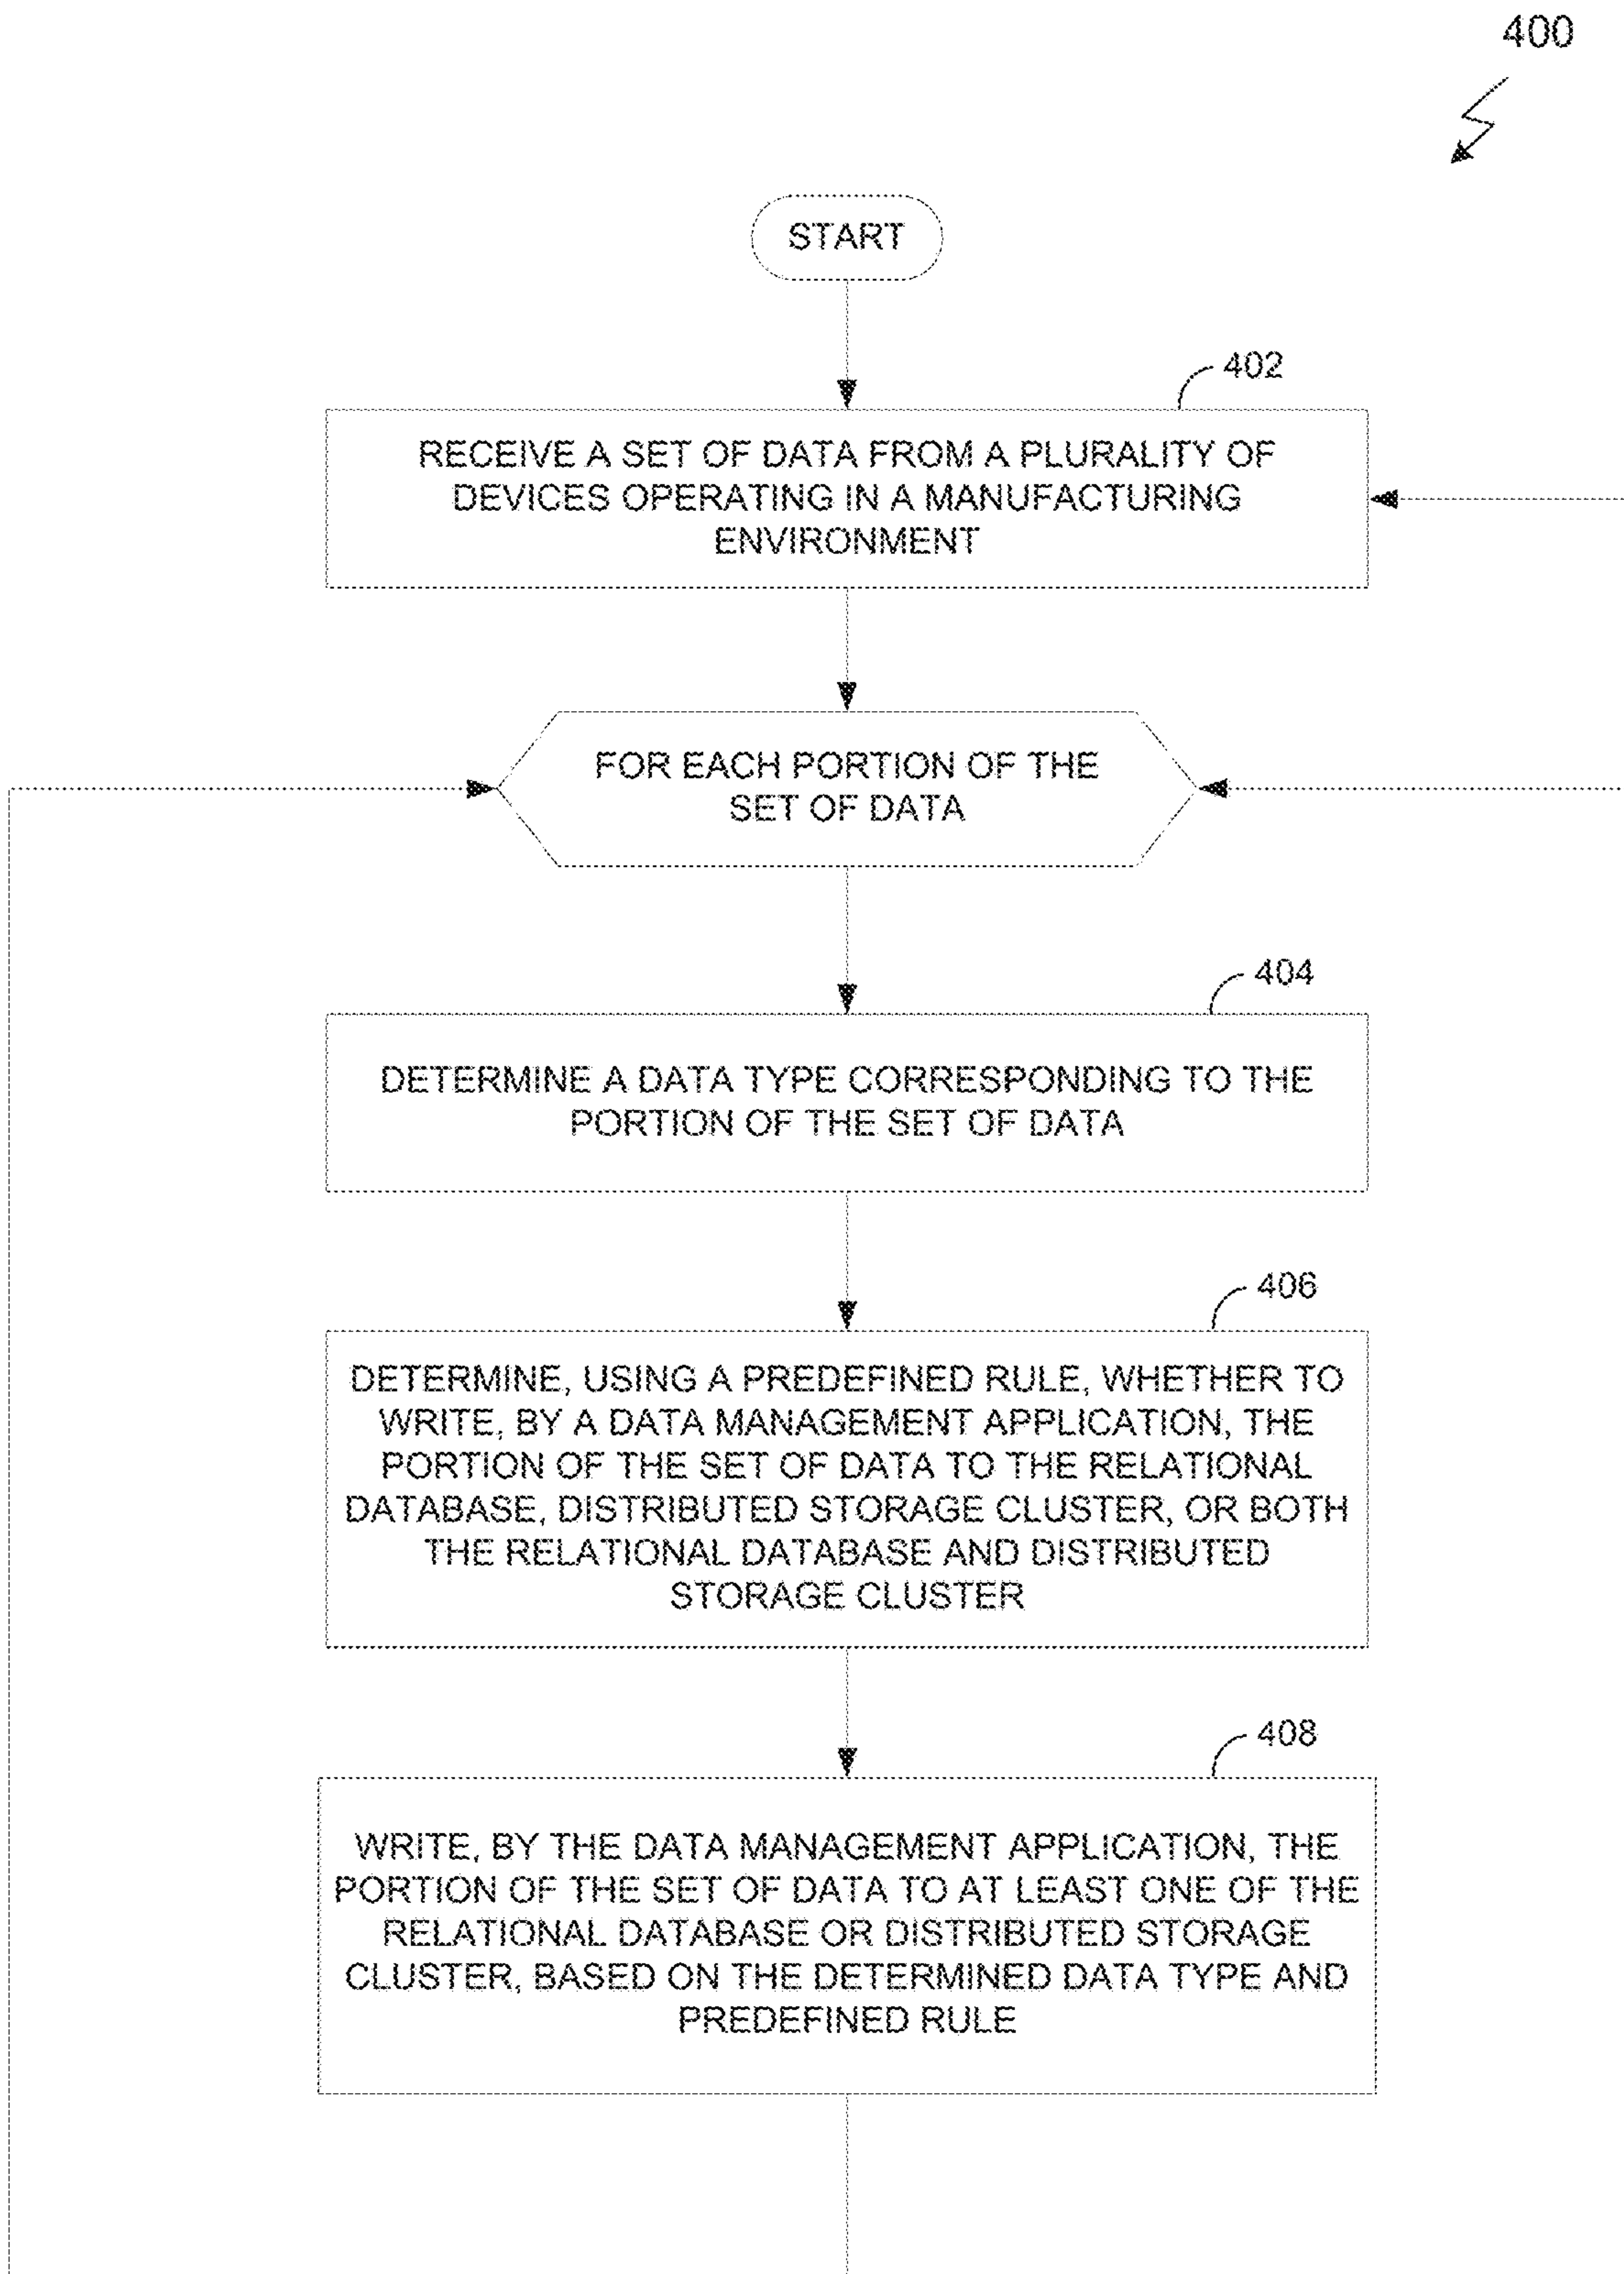 400
START
402
RECEIVE A SET OF DATA FROM A PLURALITY OF
DEVICES OPERATING IN A MANUFACTURING
ENVIRONMENT
FOR EACH PORTION OF THE
SET OF DATA
404
DETERMINE A DATA TYPE CORRESPONDING TO THE
PORTION OF THE SET OF DATA
406
DETERMINE, USING A PREDEFINED RULE, WHETHER TO
WRITE, BY A DATA MANAGEMENT APPLICATION, THE
PORTION OF THE SET OF DATA TO THE RELATIONAL
DATABASE, DISTRIBUTED STORAGE CLUSTER, OR BOTH
THE RELATIONAL DATABASE AND DISTRIBUTED
STORAGE CLUSTER
408
WRITE, BY THE DATA MANAGEMENT APPLICATION, THE
PORTION OF THE SET OF DATA TO AT LEAST ONE OF THE
RELATIONAL DATABASE OR DISTRIBUTED STORAGE
CLUSTER, BASED ON THE DETERMINED DATA TYPE AND
PREDEFINED RULE